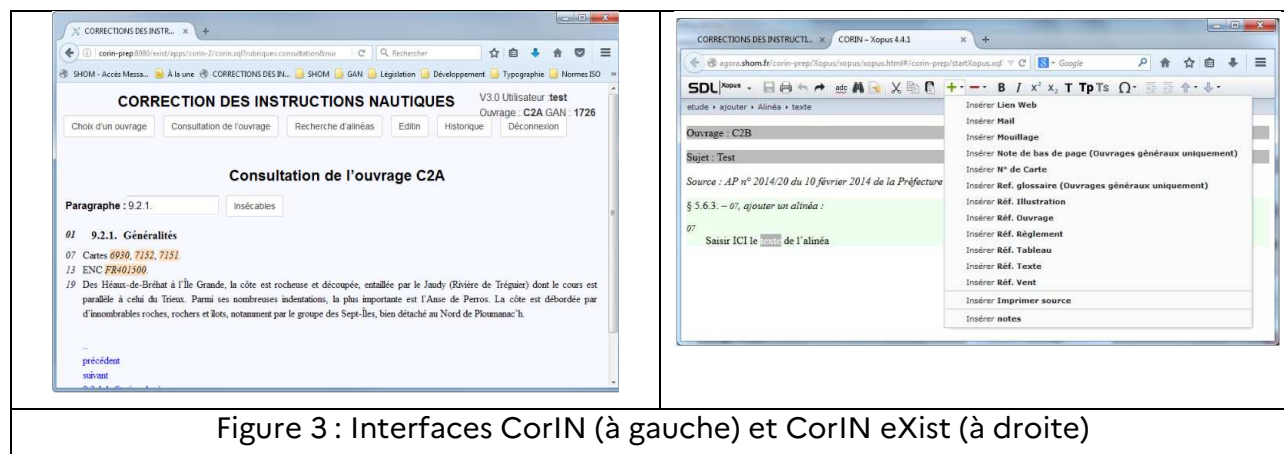 CORRECTIONS DES INSTR...
corin-prep:8080/exist/apps/corin-2/corin.xql?rubrique=consultation&nur
Rechercher
SHOM - Accès Messa... À la une CORRECTIONS DES IN... SHOM GAN Législation Développement Typographie Normes ISO »
CORRECTION DES INSTRUCTIONS NAUTIQUES
V3.0 Utilisateur :test
Ouvrage : C2A GAN : 1726
Choix d'un ouvrage Consultation de l'ouvrage Recherche d'alinéas Editin Historique Déconnexion
Consultation de l'ouvrage C2A
Paragraphe : 9.2.1. Insécables
01 9.2.1. Généralités
07 Cartes 6930, 7152, 7151.
13 ENC FR401500.
19 Des Héaux-de-Bréhat à l'Île Grande, la côte est rocheuse et découpée, entaillée par le Jaudy (Rivière de Tréguier) dont le cours est
parallèle à celui du Trieux. Parmi ses nombreuses indentations, la plus importante est l'Anse de Perros. La côte est débordée par
d'innombrables roches, rochers et îlots, notamment par le groupe des Sept-Îles, bien détaché au Nord de Ploumanac'h.
..
précédent
suivant
CORRECTIONS DES INSTRUCTI... CORIN – Xopus 4.4.1
agora.shom.fr/corin-prep/Xopus/xopus/xopus.html#/corin-prep/startXopus.xql
Google
SDL Xopus B I x² x₂ T Tp Ts Ω
etude ▸ ajouter ▸ Alinéa ▸ texte
Ouvrage : C2B
Sujet : Test
Source : AP n° 2014/20 du 10 février 2014 de la Préfecture
§ 5.6.3. – 07, ajouter un alinéa :
07
Saisir ICI le texte de l'alinéa
Insérer Lien Web
Insérer Mail
Insérer Mouillage
Insérer Note de bas de page (Ouvrages généraux uniquement)
Insérer N° de Carte
Insérer Ref. glossaire (Ouvrages généraux uniquement)
Insérer Réf. Illustration
Insérer Réf. Ouvrage
Insérer Réf. Règlement
Insérer Réf. Tableau
Insérer Réf. Texte
Insérer Réf. Vent
Insérer Imprimer source
Insérer notes
Figure 3 : Interfaces CorIN (à gauche) et CorIN eXist (à droite)